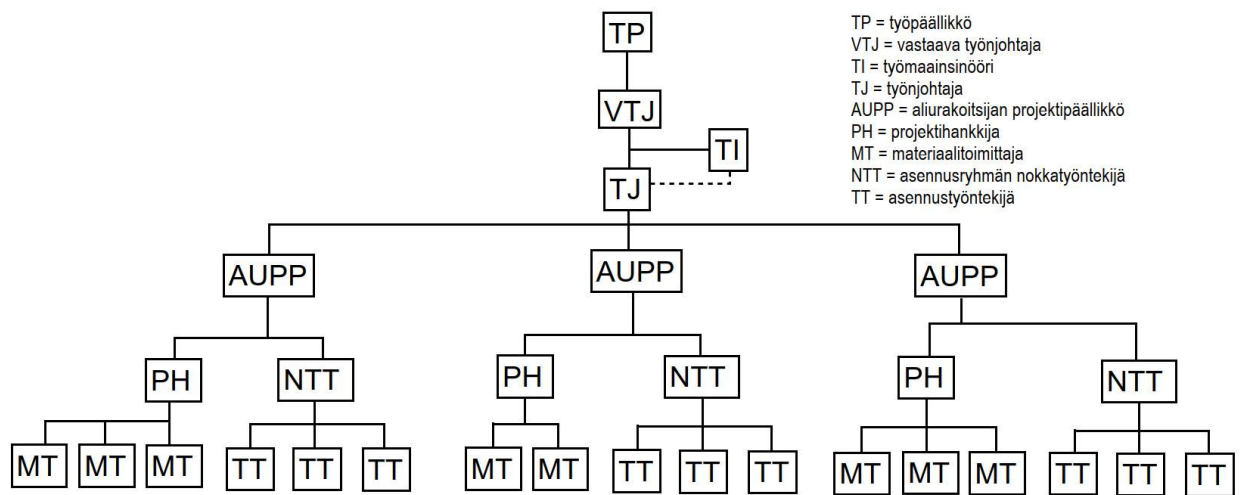 TP
TP = työpäällikkö
VTJ = vastaava työnjohtaja
TI = työmaainsinööri
TJ = työnjohtaja
AUPP = aliurakoitsijan projektipäällikkö
PH = projektihankkija
MT = materiaalitoimittaja
NTT = asennusryhmän nokkatyöntekijä
TT = asennustyöntekijä
VTJ
TI
TJ
AUPP AUPP AUPP
PH NTT PH NTT PH NTT
MT MT MT TT TT TT MT MT TT TT TT MT MT MT TT TT TT